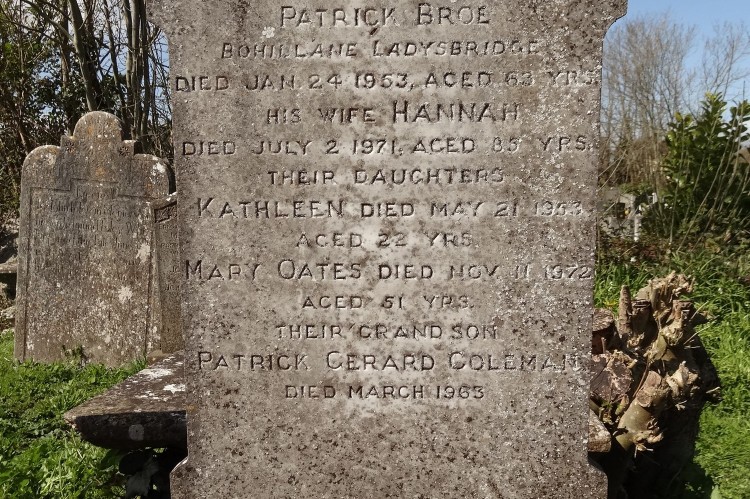 PATRICK BROE
BOHILLANE LADYSBRIDGE
DIED JAN. 24 1953, AGED 63 YRS.
HIS WIFE HANNAH
DIED JULY 2 1971, AGED 85 YRS.
THEIR DAUGHTERS
KATHLEEN DIED MAY 21 1953
AGED 22 YRS.
MARY OATES DIED NOV. 11 1972
AGED 51 YRS.
THEIR GRANDSON
PATRICK GERARD COLEMAN
DIED MARCH 1963